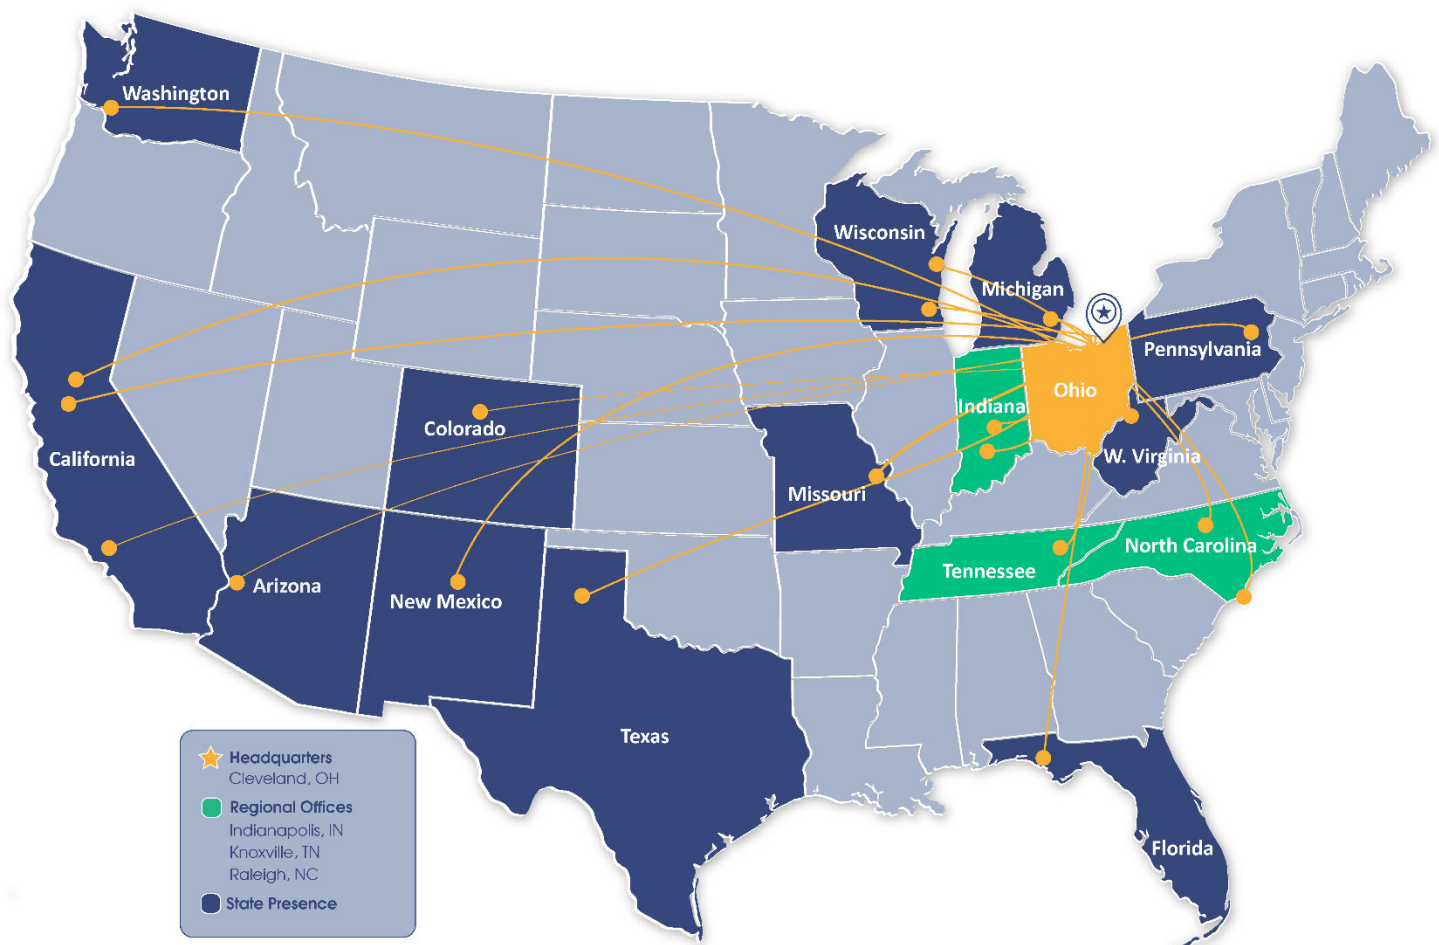 Washington
Wisconsin
Michigan
Pennsylvania
Ohio
Indiana
Colorado
California
W. Virginia
Missouri
North Carolina
Tennessee
Arizona
New Mexico
Texas
Florida
Headquarters
Cleveland, OH
Regional Offices
Indianapolis, IN
Knoxville, TN
Raleigh, NC
State Presence